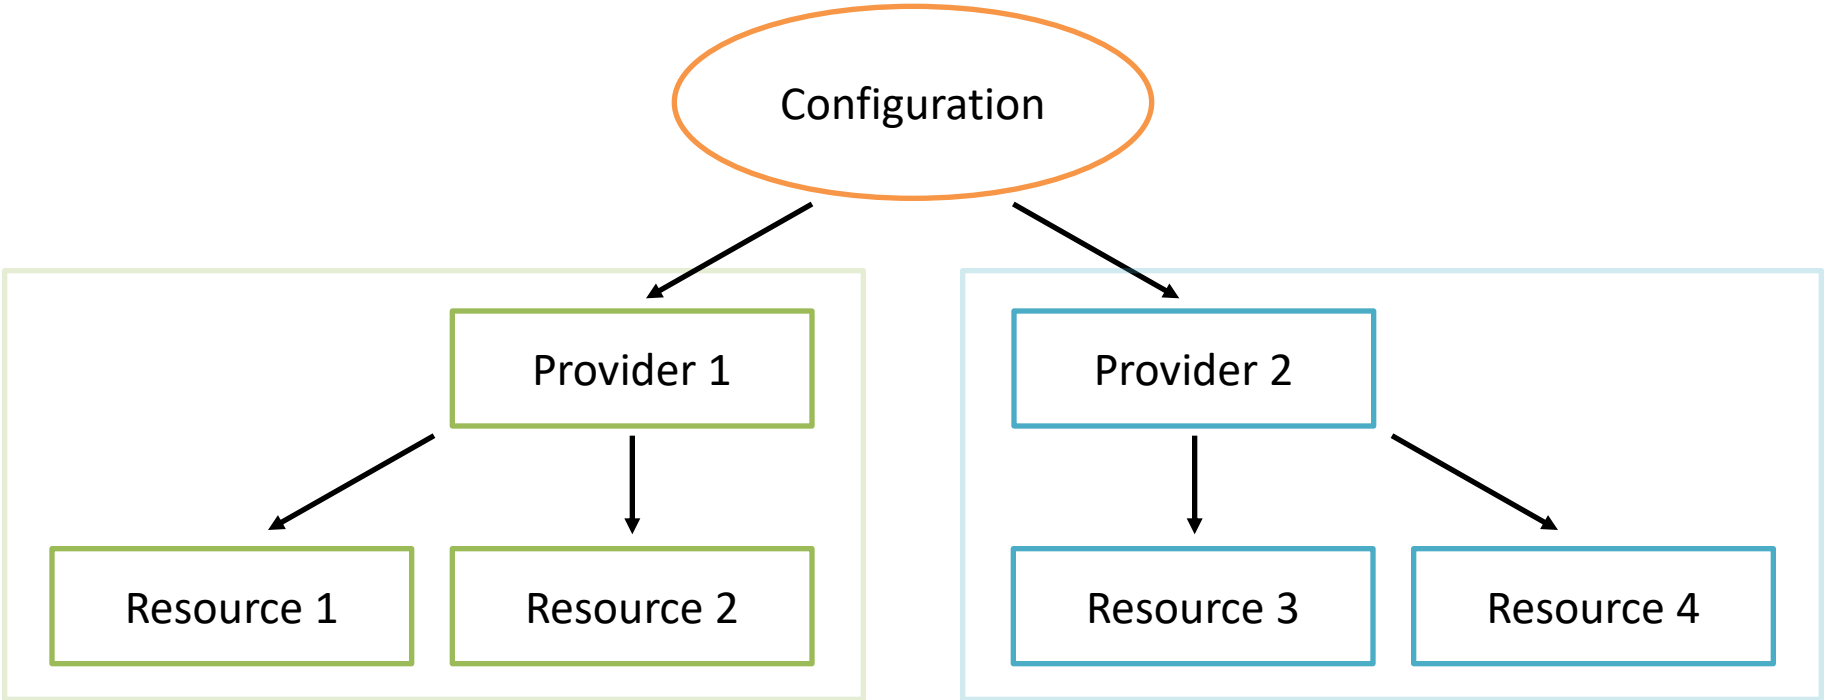 Configuration
Provider 1
Provider 2
Resource 1
Resource 2
Resource 3
Resource 4